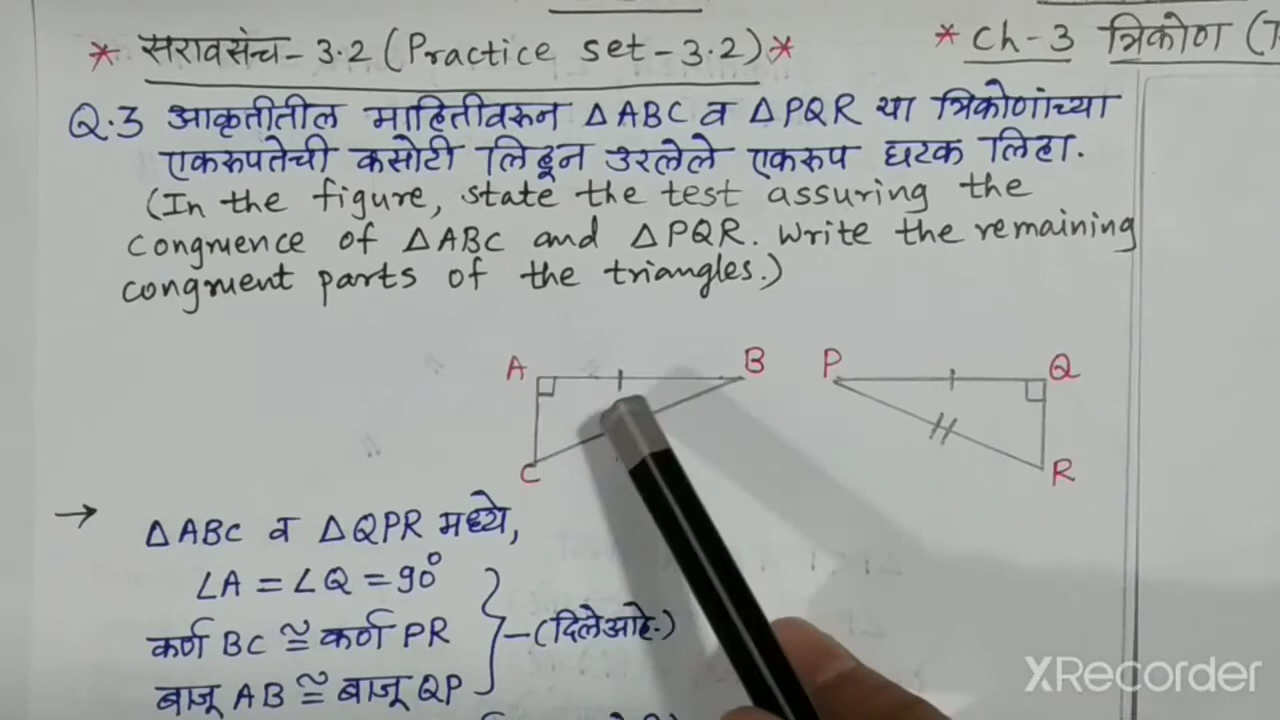 * सरावसंच - 3.2 (Practice set - 3.2) *
* Ch-3 त्रिकोण
Q.3 आकृतीतील माहितीवरून △ABC व △PQR या त्रिकोणांच्या
एकरुपतेची कसोटी लिहून उरलेले एकरुप घटक लिहा.
(In the figure, state the test assuring the
congruence of △ABC and △PQR. Write the remaining
congruent parts of the triangles.)
A B P Q
C R
→ △ABC व △QPR मध्ये,
∠A = ∠Q = 90°
कर्ण BC ≅ कर्ण PR } - (दिले आहे.)
बाजू AB ≅ बाजू QP
XRecorder